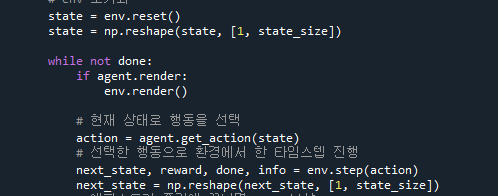 state = env.reset()
state = np.reshape(state, [1, state_size])
while not done:
if agent.render:
env.render()
# 현재 상태로 행동을 선택
action = agent.get_action(state)
# 선택한 행동으로 환경에서 한 타임스텝 진행
next_state, reward, done, info = env.step(action)
next_state = np.reshape(next_state, [1, state_size])